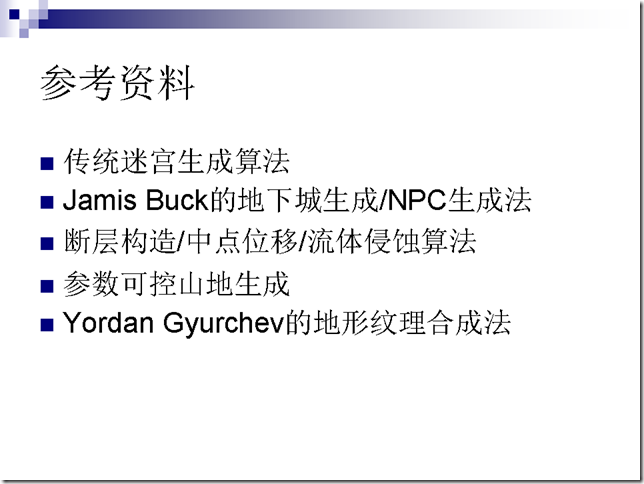 参考资料
传统迷宫生成算法
Jamis Buck的地下城生成/NPC生成法
断层构造/中点位移/流体侵蚀算法
参数可控山地生成
Yordan Gyurchev的地形纹理合成法